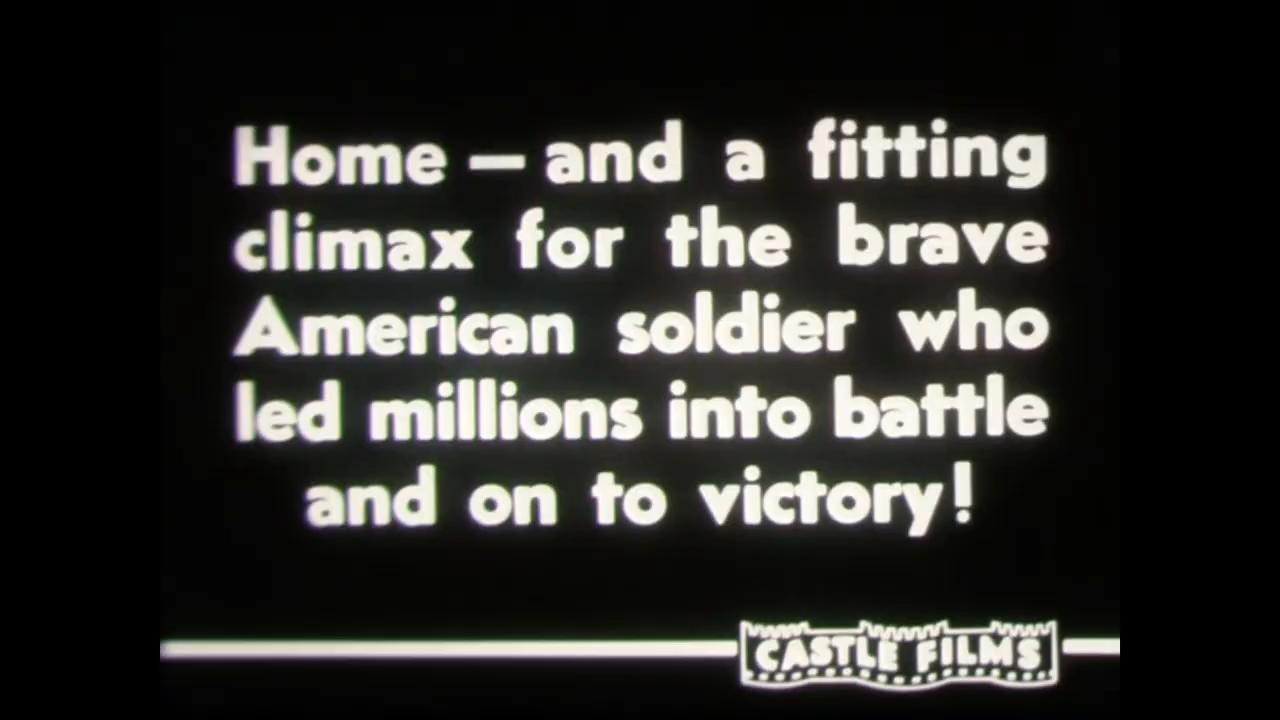 Home — and a fitting
climax for the brave
American soldier who
led millions into battle
and on to victory!
CASTLE FILMS